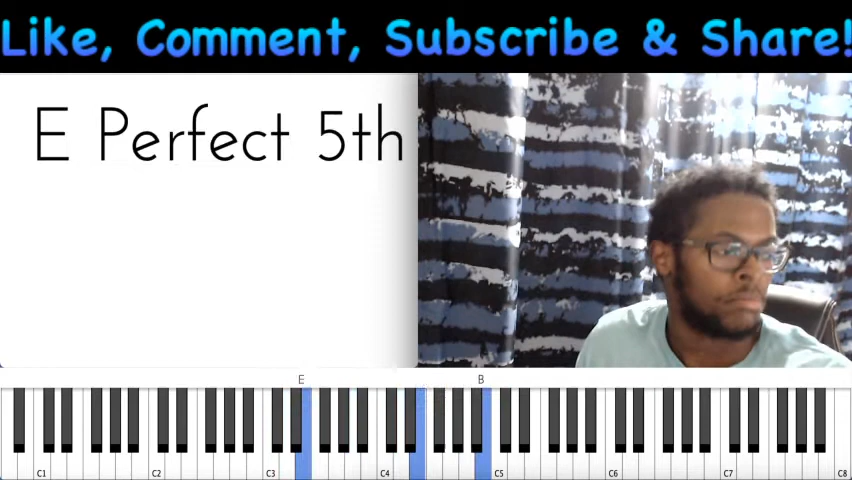 Like, Comment, Subscribe & Share!
E Perfect 5th
E B
C1 C2 C3 C4 C5 C6 C7 C8